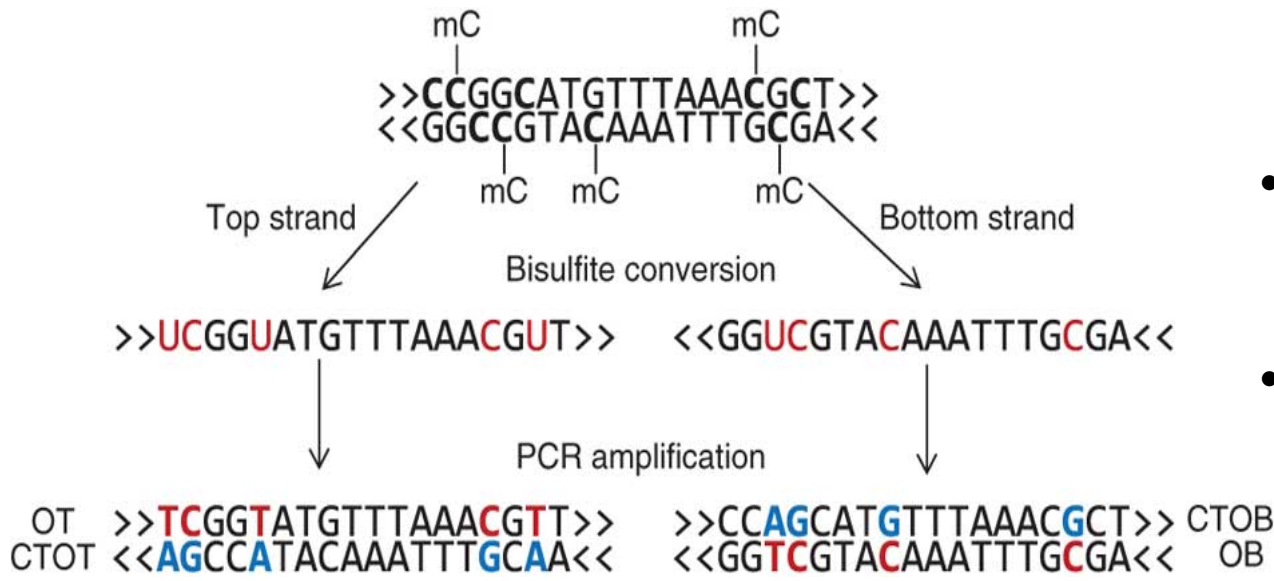 mC mC
>>CCGGCATGTTTAAACGCT>>
<<GGCCGTACAAATTTGCGA<<
mC mC mC
Top strand Bottom strand
Bisulfite conversion
>>UCGGUATGTTTAAACGUT>> <<GGUCGTACAAATTTGCGA<<
PCR amplification
OT >>TCGGTATGTTTAAACGTT>> >>CCAGCATGTTTAAACGCT>> CTOB
CTOT <<AGCCATACAAATTTGCAA<< <<GGTCGTACAAATTTGCGA<< OB